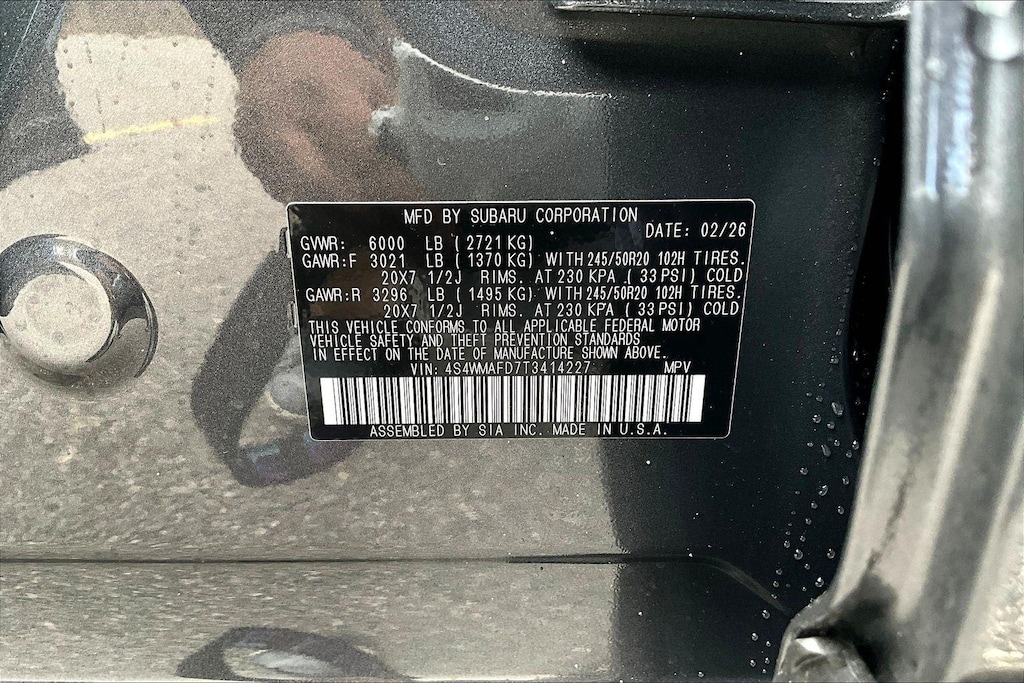 MFD BY SUBARU CORPORATION
DATE: 02/26
GVWR: 6000 LB (2721 KG)
GAWR:F 3021 LB (1370 KG) WITH 245/50R20 102H TIRES.
20X7 1/2J RIMS. AT 230 KPA (33 PSI) COLD
GAWR:R 3296 LB (1495 KG) WITH 245/50R20 102H TIRES.
20X7 1/2J RIMS. AT 230 KPA (33 PSI) COLD
THIS VEHICLE CONFORMS TO ALL APPLICABLE FEDERAL MOTOR
VEHICLE SAFETY AND THEFT PREVENTION STANDARDS
IN EFFECT ON THE DATE OF MANUFACTURE SHOWN ABOVE.
VIN: 4S4WMAFD7T3414227 MPV
ASSEMBLED BY SIA INC. MADE IN U.S.A.